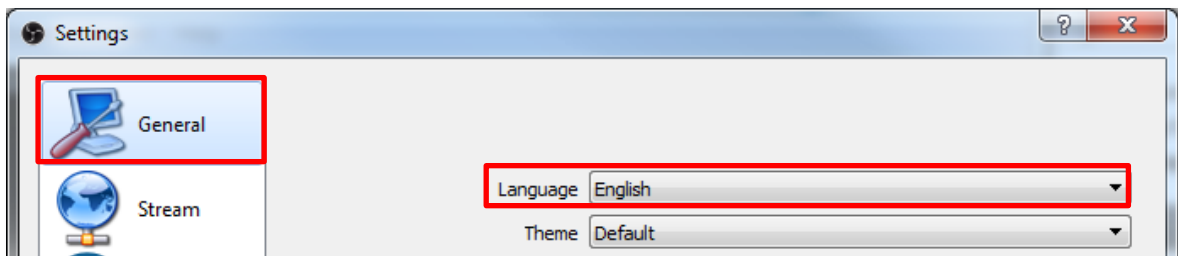 Settings
General
Language English
Stream
Theme Default